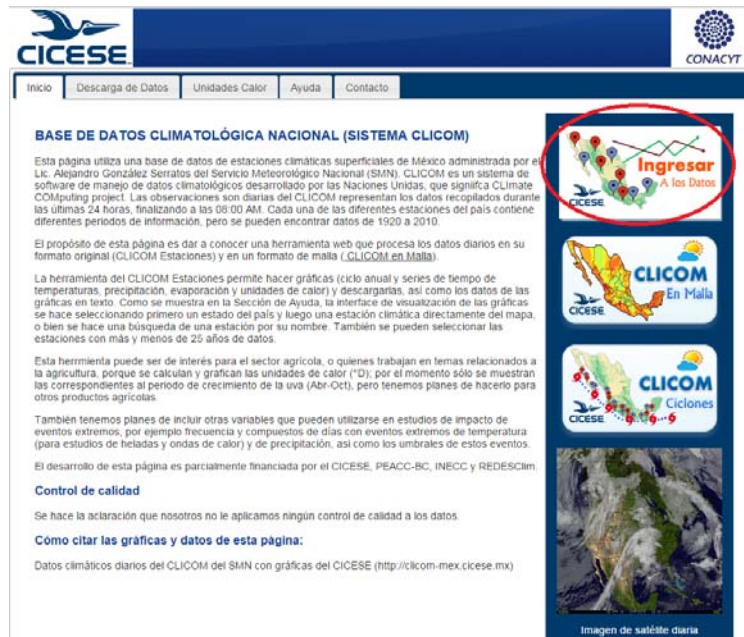 CICESE
CONACYT
Inicio
Descarga de Datos
Unidades Calor
Ayuda
Contacto
BASE DE DATOS CLIMATOLÓGICA NACIONAL (SISTEMA CLICOM)
Esta página utiliza una base de datos de estaciones climáticas superficiales de México administrada por el
Lic. Alejandro González Serratos del Servicio Meteorológico Nacional (SMN). CLICOM es un sistema de
software de manejo de datos climatológicos desarrollado por las Naciones Unidas, que signiifca CLImate
COMputing project. Las observaciones son diarias del CLICOM representan los datos recopilados durante
las últimas 24 horas, finalizando a las 08:00 AM. Cada una de las diferentes estaciones del país contiene
diferentes periodos de información, pero se pueden encontrar datos de 1920 a 2010.
El propósito de esta página es dar a conocer una herramienta web que procesa los datos diarios en su
formato original (CLICOM Estaciones) y en un formato de malla ( CLICOM en Malla).
La herramienta del CLICOM Estaciones permite hacer gráficas (ciclo anual y series de tiempo de
temperaturas, precipitación, evaporación y unidades de calor) y descargarlas, así como los datos de las
gráficas en texto. Como se muestra en la Sección de Ayuda, la interface de visualización de las gráficas
se hace seleccionando primero un estado del país y luego una estación climática directamente del mapa,
o bien se hace una búsqueda de una estación por su nombre. También se pueden seleccionar las
estaciones con más y menos de 25 años de datos.
Esta herrmienta puede ser de interés para el sector agrícola, o quienes trabajan en temas relacionados a
la agricultura, porque se calculan y grafican las unidades de calor (°D); por el momento sólo se muestran
las correspondientes al periodo de crecimiento de la uva (Abr-Oct), pero tenemos planes de hacerlo para
otros productos agrícolas.
También tenemos planes de incluir otras variables que pueden utilizarse en estudios de impacto de
eventos extremos, por ejemplo frecuencia y compuestos de días con eventos extremos de temperatura
(para estudios de heladas y ondas de calor) y de precipitación, asi como los umbrales de estos eventos.
El desarrollo de esta página es parcialmente financiada por el CICESE, PEACC-BC, INECC y REDESClim.
Control de calidad
Se hace la aclaración que nosotros no le aplicamos ningún control de calidad a los datos.
Cómo citar las gráficas y datos de esta página:
Datos climáticos diarios del CLICOM del SMN con gráficas del CICESE (http://clicom-mex.cicese.mx)
Ingresar
A los Datos
CICESE
CLICOM
En Malla
CICESE
CLICOM
Ciclones
CICESE
Imagen de satélite diaria